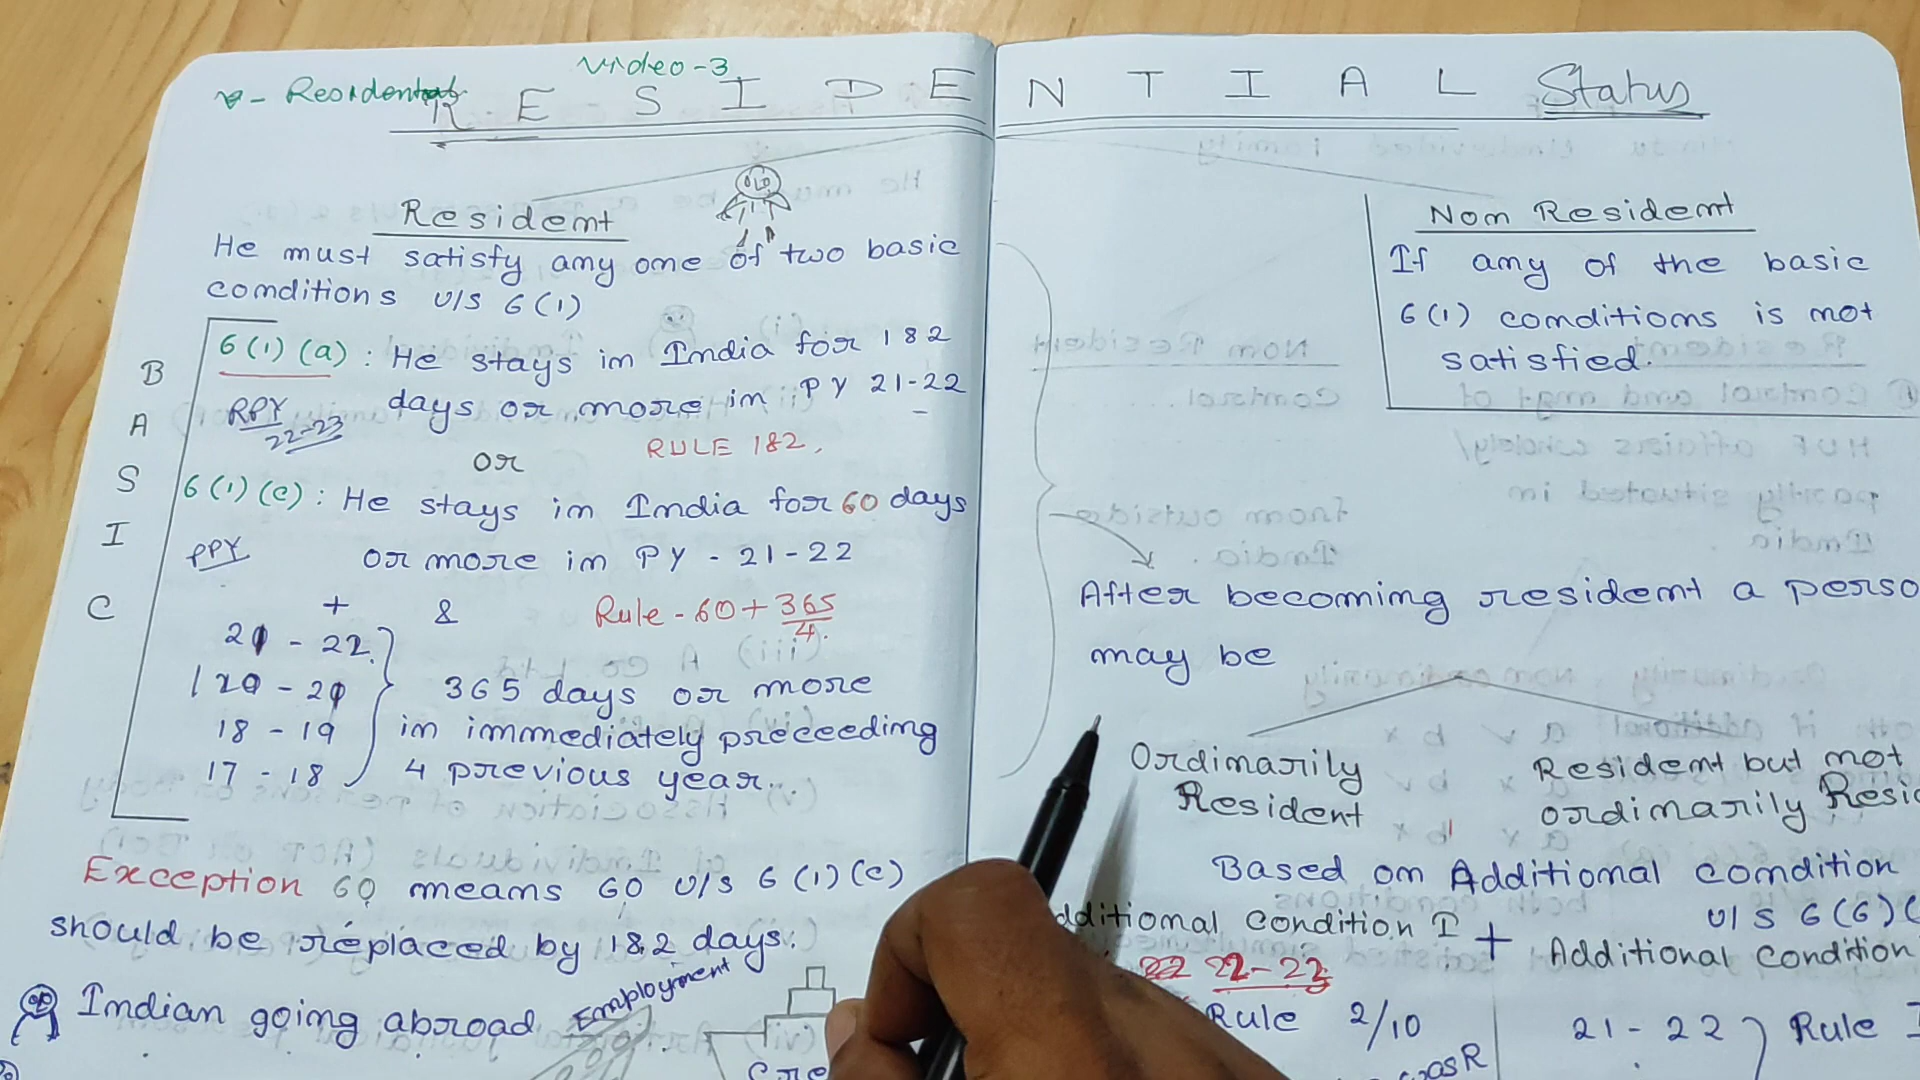 Video-3
R E S I D E N T I A L Status
Resident
He must satisfy any one of two basic
conditions u/s 6(1)
BASIC
6(1)(a): He stays in India for 182
days or more in PY 21-22
RPY
22-23
or
RULE 182.
6(1)(c): He stays in India for 60 days
or more in PY - 21-22
PPY
+ & Rule - 60 + 365/4.
21 - 22
20 - 21
18 - 19
17 - 18
365 days or more
in immediately preceeding
4 previous year..
Exception 60 means 60 u/s 6(1)(c)
should be replaced by 182 days.
Indian going abroad
Employment
Non Resident
If any of the basic
6(1) conditions is not
satisfied.
After becoming resident a perso
may be
Ordinarily
Resident
Resident but not
ordinarily Resi
Based on Additional condition
u/s 6(6)(
dditional Condition I + Additional Condition
22 22-23
Rule 2/10
was R
21-22
Rule